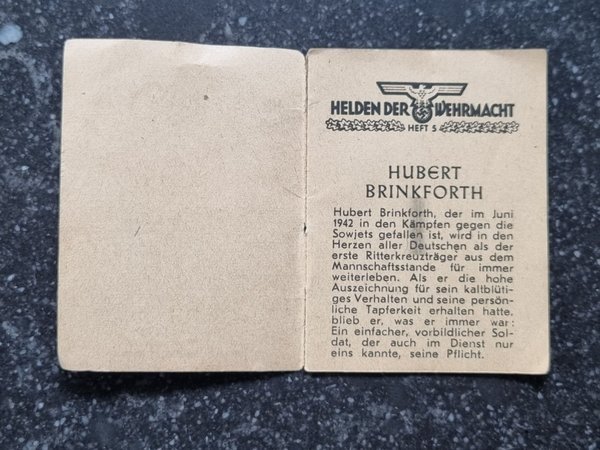 HELDEN DER WEHRMACHT
HEFT 5
HUBERT
BRINKFORTH
Hubert Brinkforth, der im Juni
1942 in den Kämpfen gegen die
Sowjets gefallen ist, wird in den
Herzen aller Deutschen als der
erste Ritterkreuzträger aus dem
Mannschaftsstande für immer
weiterleben. Als er die hohe
Auszeichnung für sein kaltblüti-
ges Verhalten und seine persön-
liche Tapferkeit erhalten hatte,
blieb er, was er immer war:
Ein einfacher, vorbildlicher Sol-
dat, der auch im Dienst nur
eins kannte, seine Pflicht.